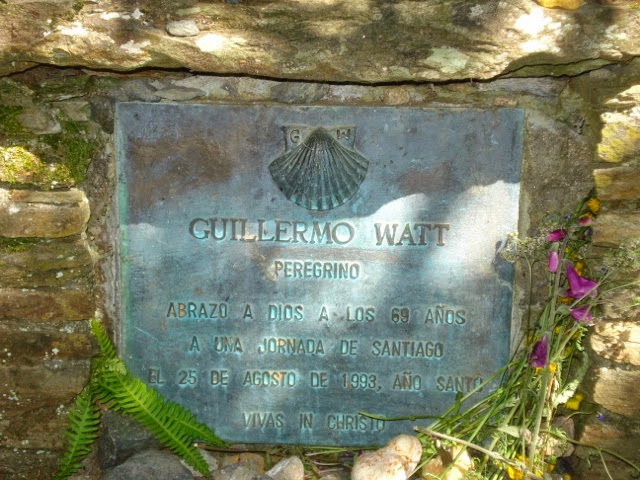 G W
GUILLERMO WATT
PEREGRINO
ABRAZO A DIOS A LOS 69 AÑOS
A UNA JORNADA DE SANTIAGO
EL 25 DE AGOSTO DE 1993, AÑO SANTO
VIVAS IN CHRISTO